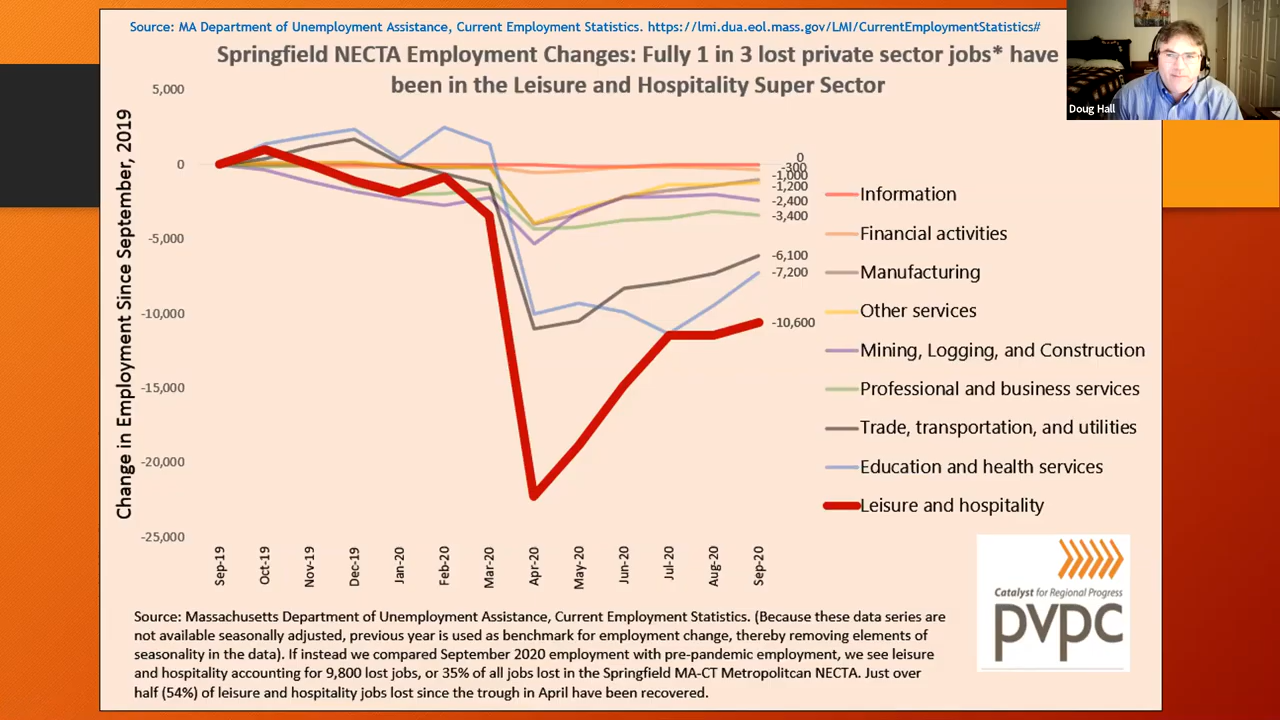 Source: MA Department of Unemployment Assistance, Current Employment Statistics. https://lmi.dua.eol.mass.gov/LMI/CurrentEmploymentStatistics#
Springfield NECTA Employment Changes: Fully 1 in 3 lost private sector jobs* have
been in the Leisure and Hospitality Super Sector
Doug Hall
Change in Employment Since September, 2019
5,000
0
-5,000
-10,000
-15,000
-20,000
-25,000
Sep-19
Oct-19
Nov-19
Dec-19
Jan-20
Feb-20
Mar-20
Apr-20
May-20
Jun-20
Jul-20
Aug-20
Sep-20
0
-300
-1,000
-1,200
-2,400
-3,400
-6,100
-7,200
-10,600
Information
Financial activities
Manufacturing
Other services
Mining, Logging, and Construction
Professional and business services
Trade, transportation, and utilities
Education and health services
Leisure and hospitality
Catalyst for Regional Progress
pvpc
Source: Massachusetts Department of Unemployment Assistance, Current Employment Statistics. (Because these data series are
not available seasonally adjusted, previous year is used as benchmark for employment change, thereby removing elements of
seasonality in the data). If instead we compared September 2020 employment with pre-pandemic employment, we see leisure
and hospitality accounting for 9,800 lost jobs, or 35% of all jobs lost in the Springfield MA-CT Metropolitcan NECTA. Just over
half (54%) of leisure and hospitality jobs lost since the trough in April have been recovered.